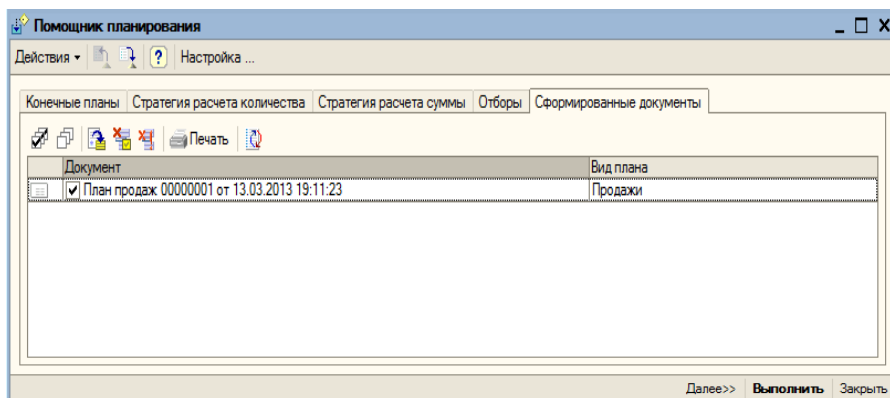 Помощник планирования
Действия Настройка ...
Конечные планы Стратегия расчета количества Стратегия расчета суммы Отборы Сформированные документы
Печать
Документ Вид плана
План продаж 00000001 от 13.03.2013 19:11:23 Продажи
Далее>> Выполнить Закрыть